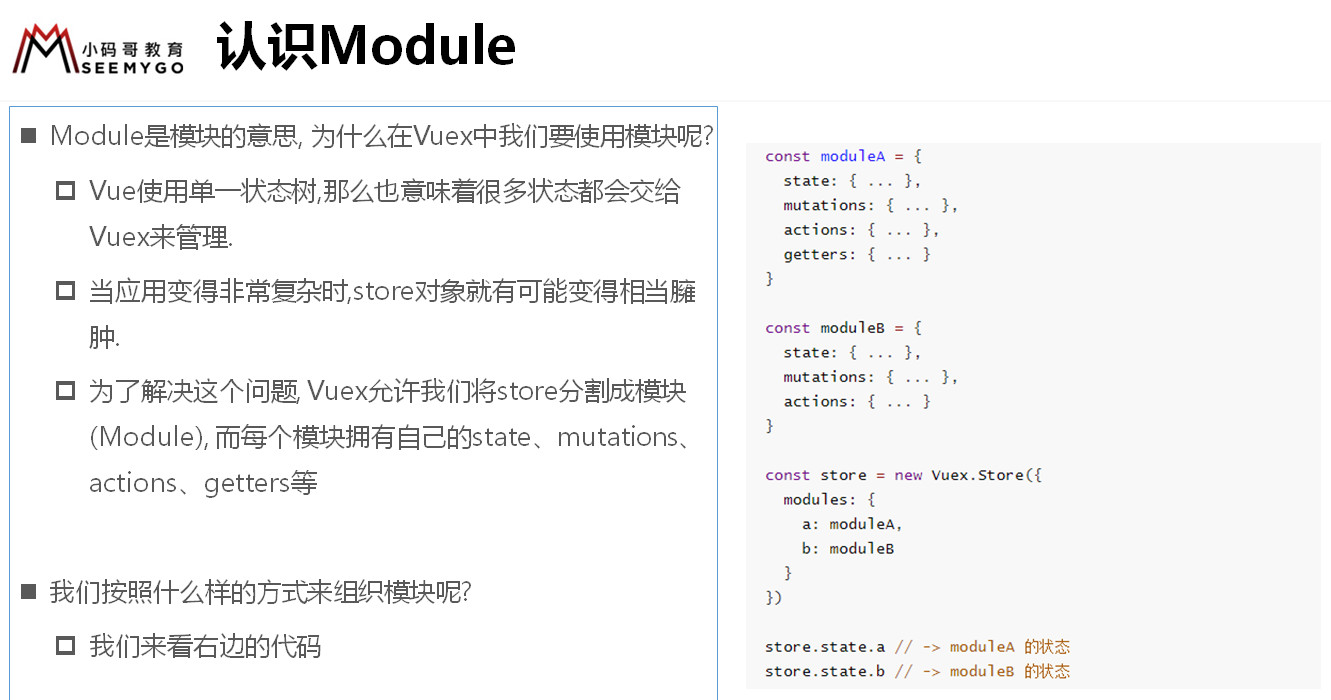 小码哥教育
SEEMYGO
认识Module
Module是模块的意思, 为什么在Vuex中我们要使用模块呢?
Vue使用单一状态树,那么也意味着很多状态都会交给
Vuex来管理.
当应用变得非常复杂时,store对象就有可能变得相当臃
肿.
为了解决这个问题, Vuex允许我们将store分割成模块
(Module), 而每个模块拥有自己的state、mutations、
actions、getters等
我们按照什么样的方式来组织模块呢?
我们来看右边的代码
const moduleA = {
  state: { ... },
  mutations: { ... },
  actions: { ... },
  getters: { ... }
}
const moduleB = {
  state: { ... },
  mutations: { ... },
  actions: { ... }
}
const store = new Vuex.Store({
  modules: {
    a: moduleA,
    b: moduleB
  }
})
store.state.a // -> moduleA 的状态
store.state.b // -> moduleB 的状态